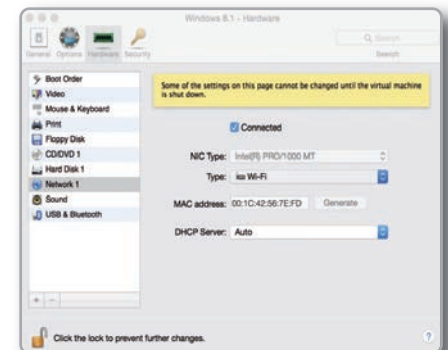 Windows 8.1 - Hardware
General Options Hardware Security
Search
Search
Boot Order
Video
Mouse & Keyboard
Print
Floppy Disk
CD/DVD 1
Hard Disk 1
Network 1
Sound
USB & Bluetooth
Some of the settings on this page cannot be changed until the virtual machine
is shut down.
Connected
NIC Type: Intel(R) PRO/1000 MT
Type: Wi-Fi
MAC address: 00:1C:42:56:7E:FD Generate
DHCP Server: Auto
+ −
Click the lock to prevent further changes.
?